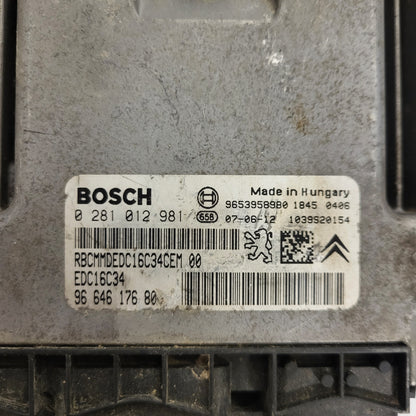 BOSCH
Made in Hungary
9653958980 1845 0406
0 281 012 981 658 07-06-12 1039S20154
RBCMMDEDC16C34CEM 00
EDC16C34
96 646 176 80